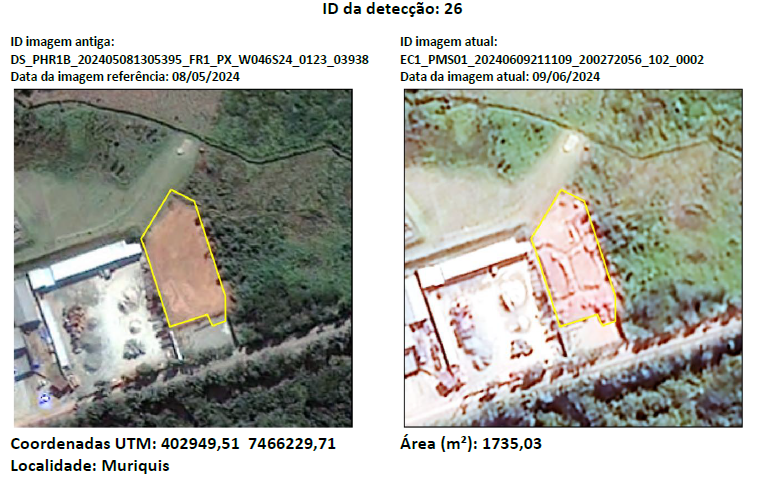 ID da detecção: 26
ID imagem antiga:
DS_PHR1B_202405081305395_FR1_PX_W046S24_0123_03938
Data da imagem referência: 08/05/2024
ID imagem atual:
EC1_PMS01_20240609211109_200272056_102_0002
Data da imagem atual: 09/06/2024
Coordenadas UTM: 402949,51 7466229,71
Localidade: Muriquis
Área (m²): 1735,03